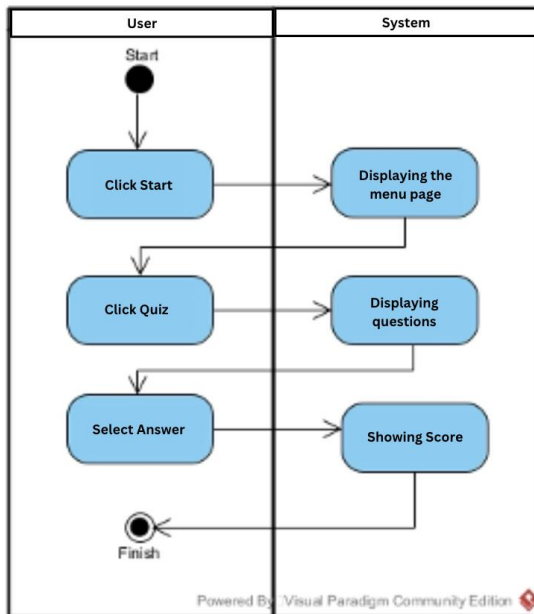 User
System
Start
Click Start
Displaying the
menu page
Click Quiz
Displaying
questions
Select Answer
Showing Score
Finish
Powered By Visual Paradigm Community Edition